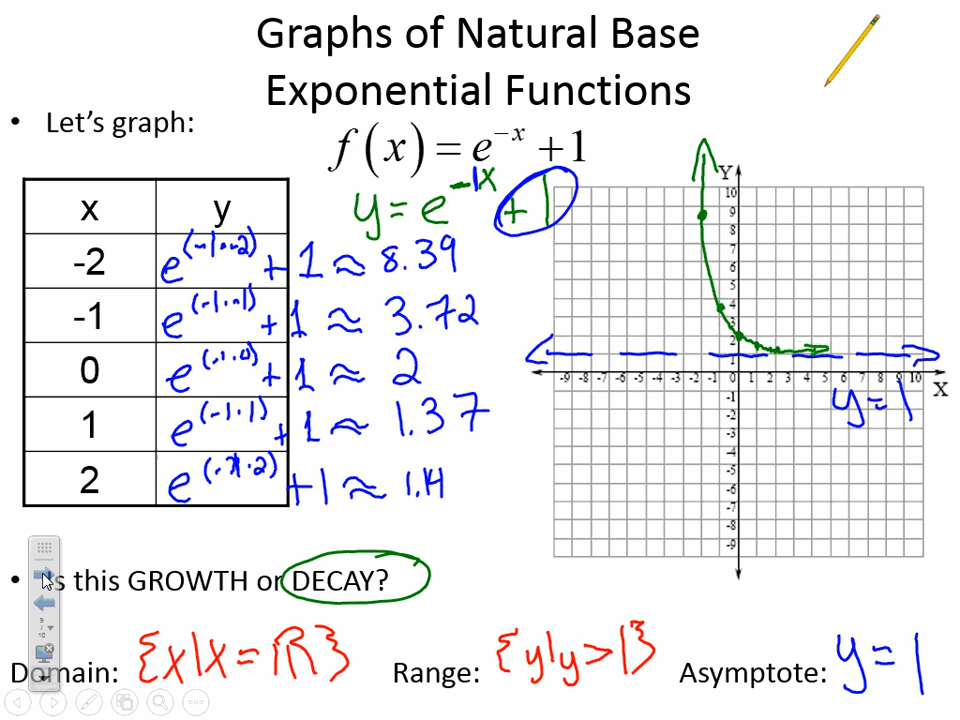 Graphs of Natural Base
Exponential Functions
• Let's graph:
f(x) = e^{-x} + 1
y = e^{-1x} + 1
x y
-2 e^{(-1·-2)} + 1 ≈ 8.39
-1 e^{(-1·-1)} + 1 ≈ 3.72
0 e^{(-1·0)} + 1 ≈ 2
1 e^{(-1·1)} + 1 ≈ 1.37
2 e^{(-1·2)} + 1 ≈ 1.14
Y
10
9
8
7
6
5
4
3
2
1
-9 -8 -7 -6 -5 -4 -3 -2 -1 0 1 2 3 4 5 6 7 8 9 10 X
-1
-2
-3
-4
-5
-6
-7
-8
-9
y = 1
• Is this GROWTH or DECAY?
Domain: {x|x = ℝ} Range: {y|y > 1} Asymptote: y = 1